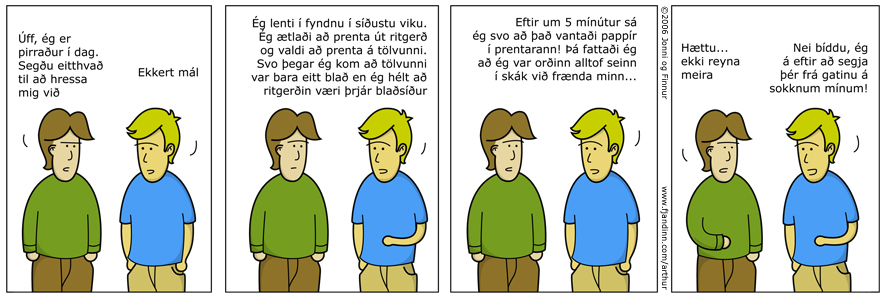 Úff, ég er
pirraður í dag.
Segðu eitthvað
til að hressa
mig við
Ekkert mál
Ég lenti í fyndnu í síðustu viku.
Ég ætlaði að prenta út ritgerð
og valdi að prenta á tölvunni.
Svo þegar ég kom að tölvunni
var bara eitt blað en ég hélt að
ritgerðin væri þrjár blaðsíður
Eftir um 5 mínútur sá
ég svo að það vantaði pappír
í prentarann! Þá fattaði ég
að ég var orðinn alltof seinn
í skák við frænda minn...
©2006 Jonni og Finnur
www.fjandinn.com/arthur
Hættu...
ekki reyna
meira
Nei bíddu, ég
á eftir að segja
þér frá gatinu á
sokknum mínum!